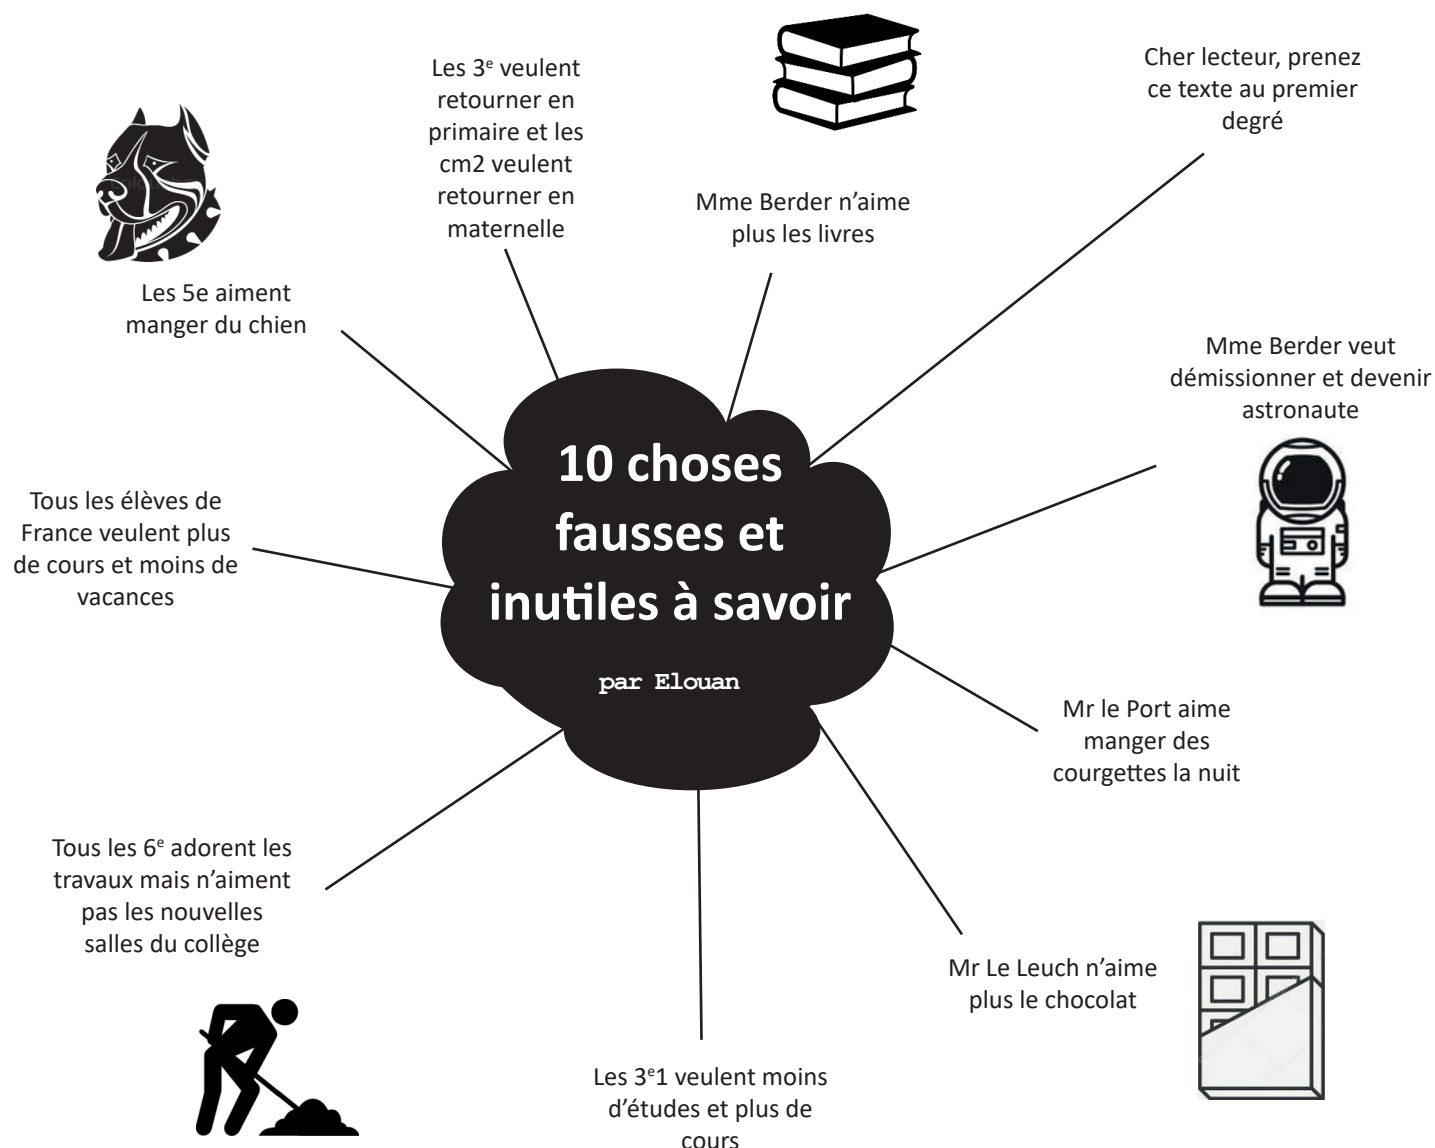 10 choses
fausses et
inutiles à savoir
par Elouan
Les 3e veulent
retourner en
primaire et les
cm2 veulent
retourner en
maternelle
Mme Berder n’aime
plus les livres
Cher lecteur, prenez
ce texte au premier
degré
Mme Berder veut
démissionner et devenir
astronaute
Mr le Port aime
manger des
courgettes la nuit
Mr Le Leuch n’aime
plus le chocolat
Les 3e1 veulent moins
d’études et plus de
cours
Tous les 6e adorent les
travaux mais n’aiment
pas les nouvelles
salles du collège
Tous les élèves de
France veulent plus
de cours et moins de
vacances
Les 5e aiment
manger du chien